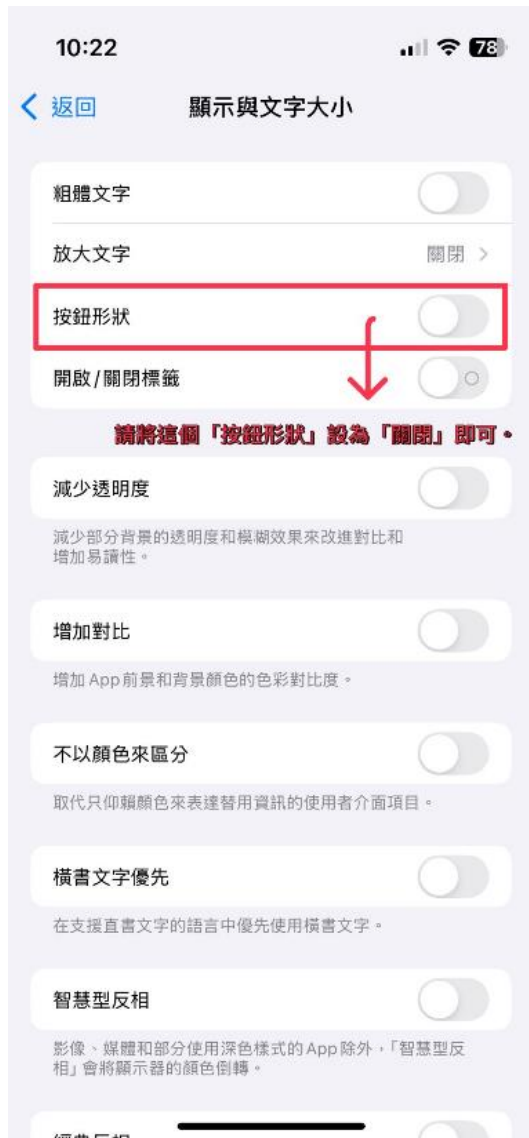 10:22
78
返回
顯示與文字大小
粗體文字
放大文字
關閉
按鈕形狀
開啟/關閉標籤
請將這個「按鈕形狀」設為「關閉」即可。
減少透明度
減少部分背景的透明度和模糊效果來改進對比和
增加易讀性。
增加對比
增加 App 前景和背景顏色的色彩對比度。
不以顏色來區分
取代只仰賴顏色來表達替用資訊的使用者介面項目。
橫書文字優先
在支援直書文字的語言中優先使用橫書文字。
智慧型反相
影像、媒體和部分使用深色樣式的 App 除外,「智慧型反
相」會將顯示器的顏色倒轉。